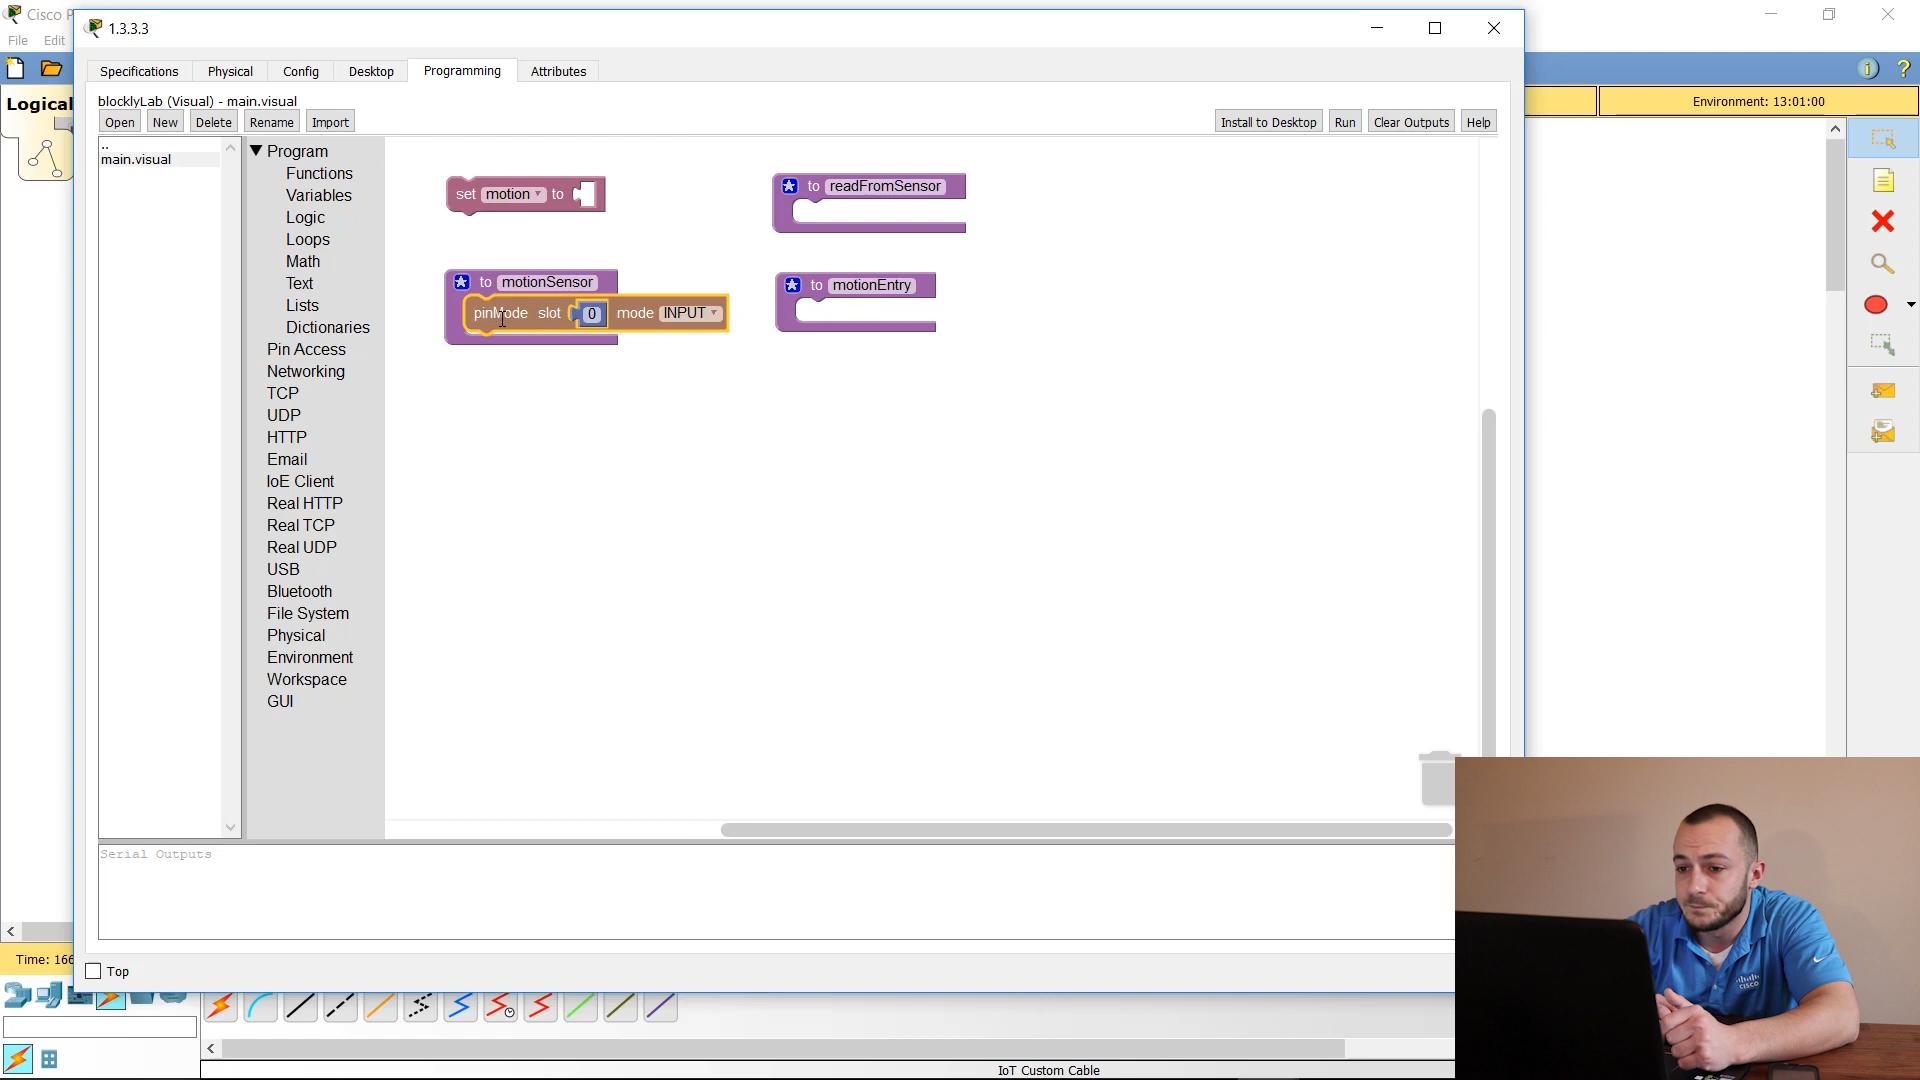 Cisco P
File Edit
Logical
Time: 166
1.3.3.3
Specifications Physical Config Desktop Programming Attributes
blocklyLab (Visual) - main.visual
Open New Delete Rename Import
Install to Desktop Run Clear Outputs Help
..
main.visual
Program
Functions
Variables
Logic
Loops
Math
Text
Lists
Dictionaries
Pin Access
Networking
TCP
UDP
HTTP
Email
IoE Client
Real HTTP
Real TCP
Real UDP
USB
Bluetooth
File System
Physical
Environment
Workspace
GUI
set motion to
to readFromSensor
to motionSensor
pinMode slot 0 mode INPUT
to motionEntry
Serial Outputs
Top
Environment: 13:01:00
IoT Custom Cable
CISCO